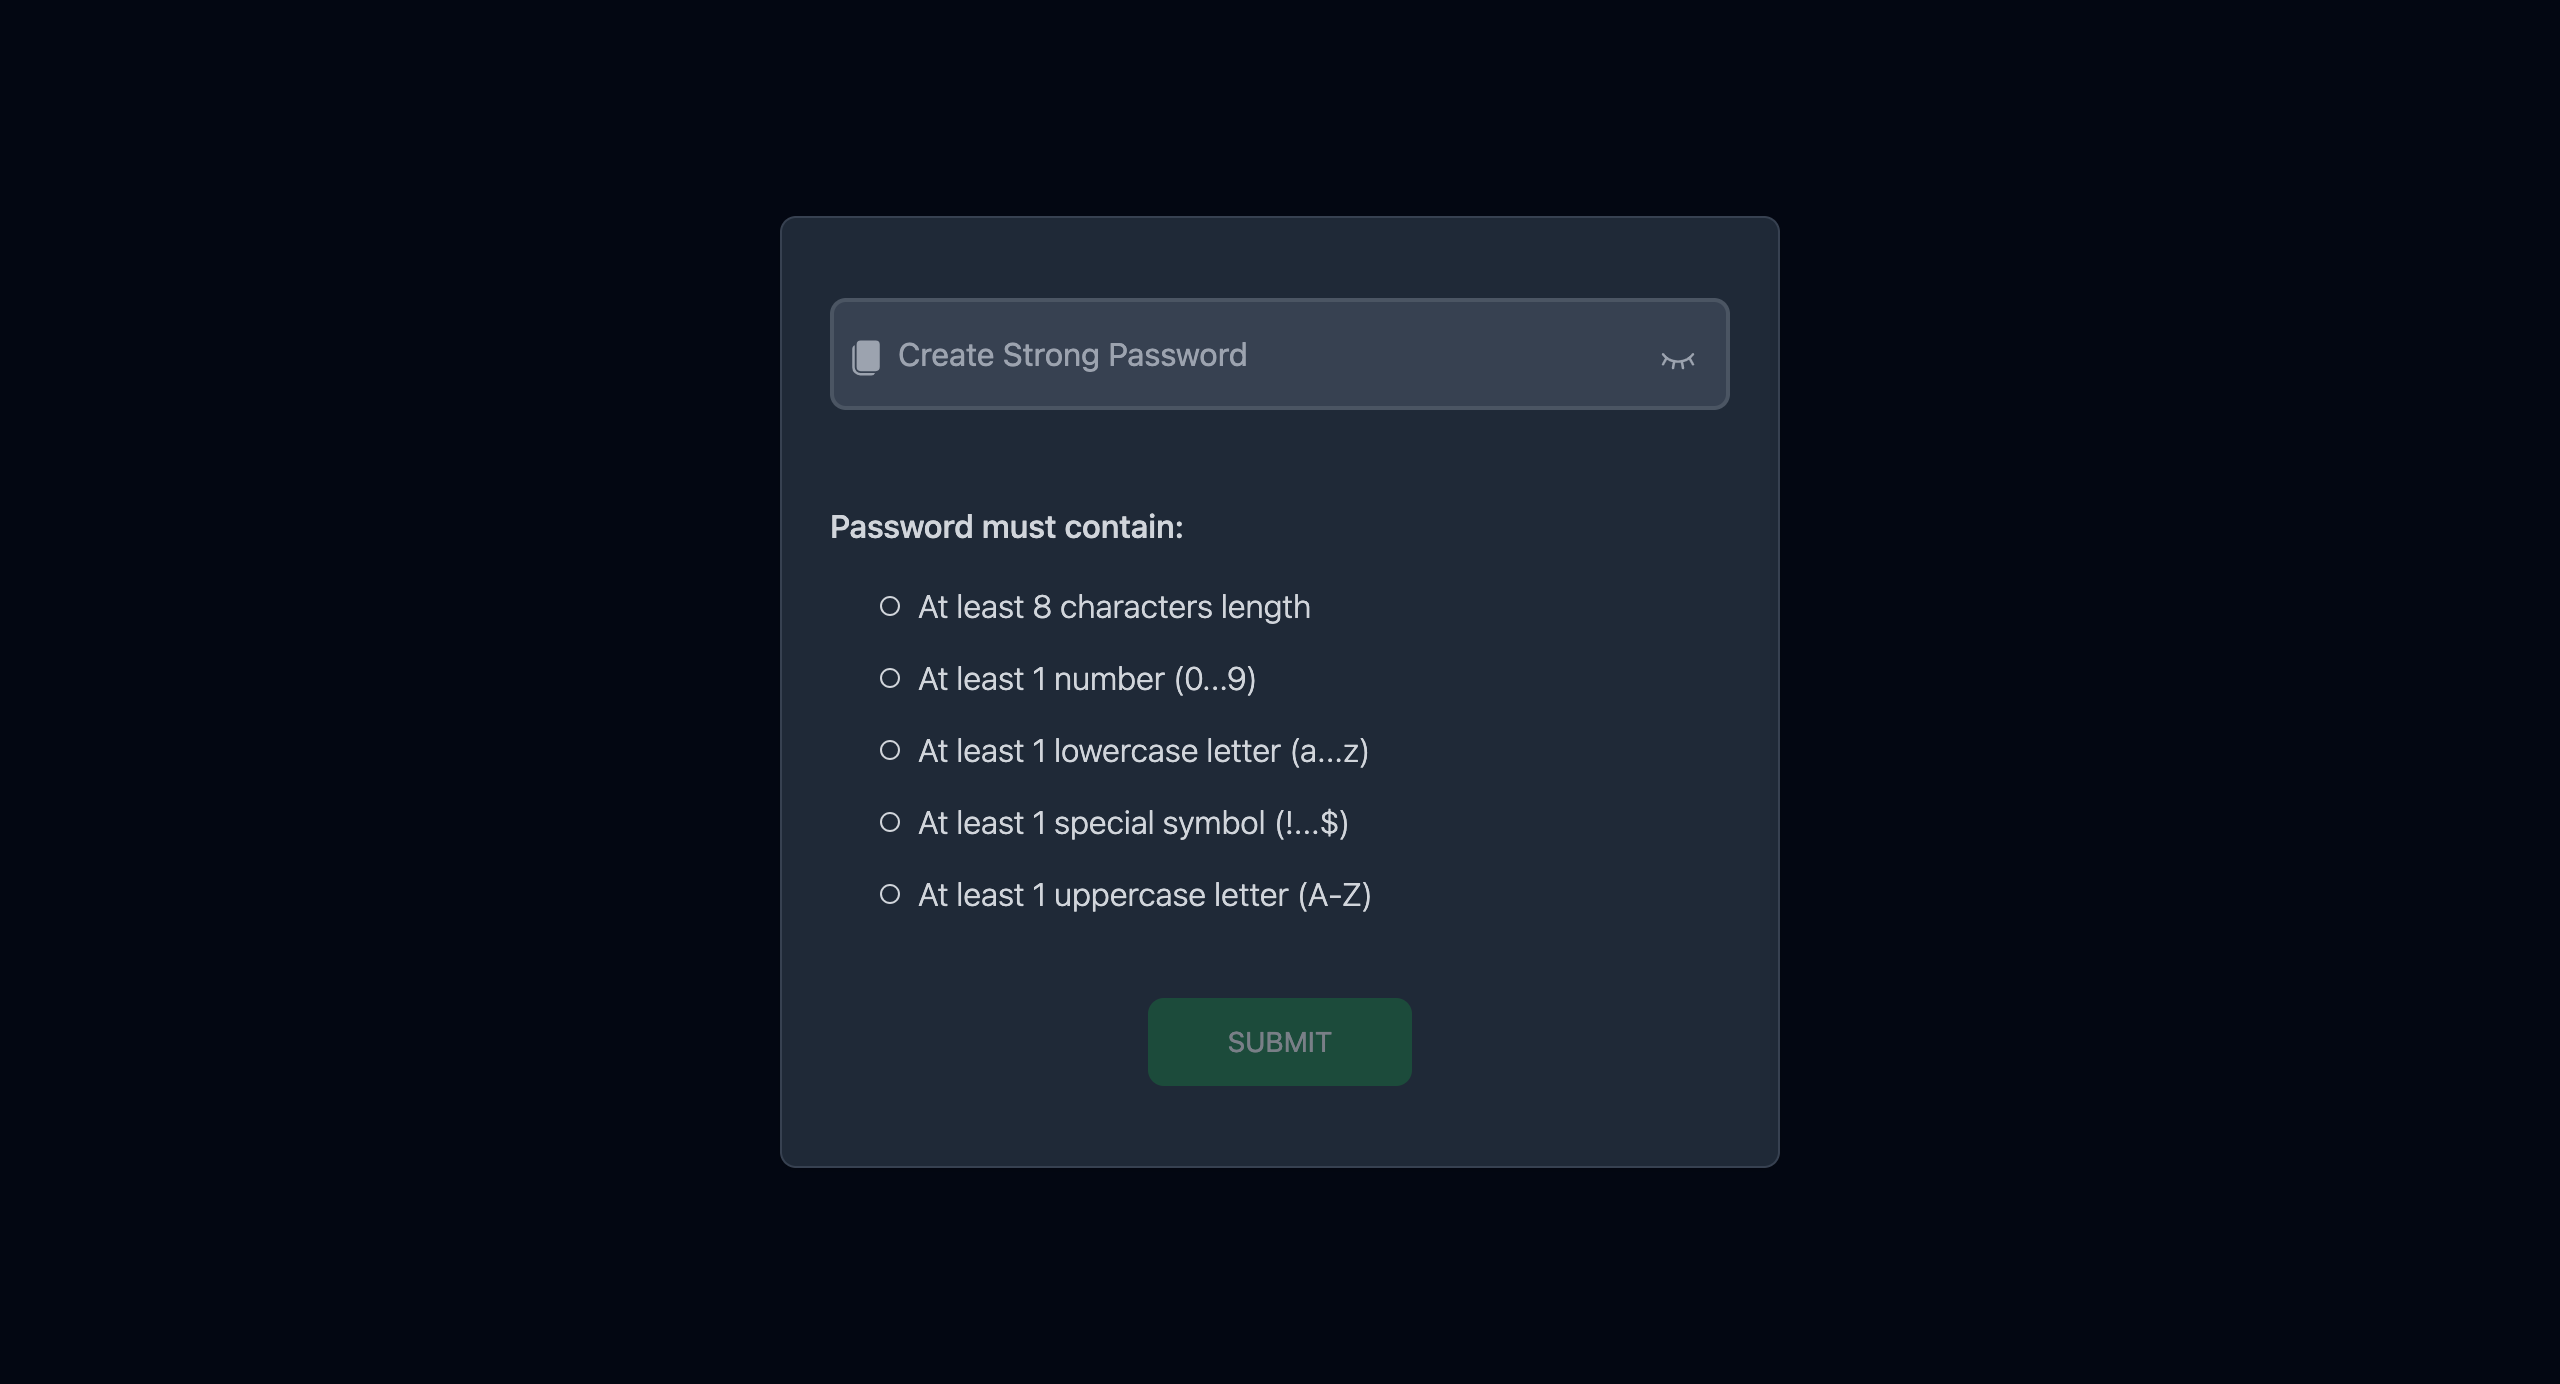 Create Strong Password
Password must contain:
At least 8 characters length
At least 1 number (0...9)
At least 1 lowercase letter (a...z)
At least 1 special symbol (!...$)
At least 1 uppercase letter (A-Z)
SUBMIT